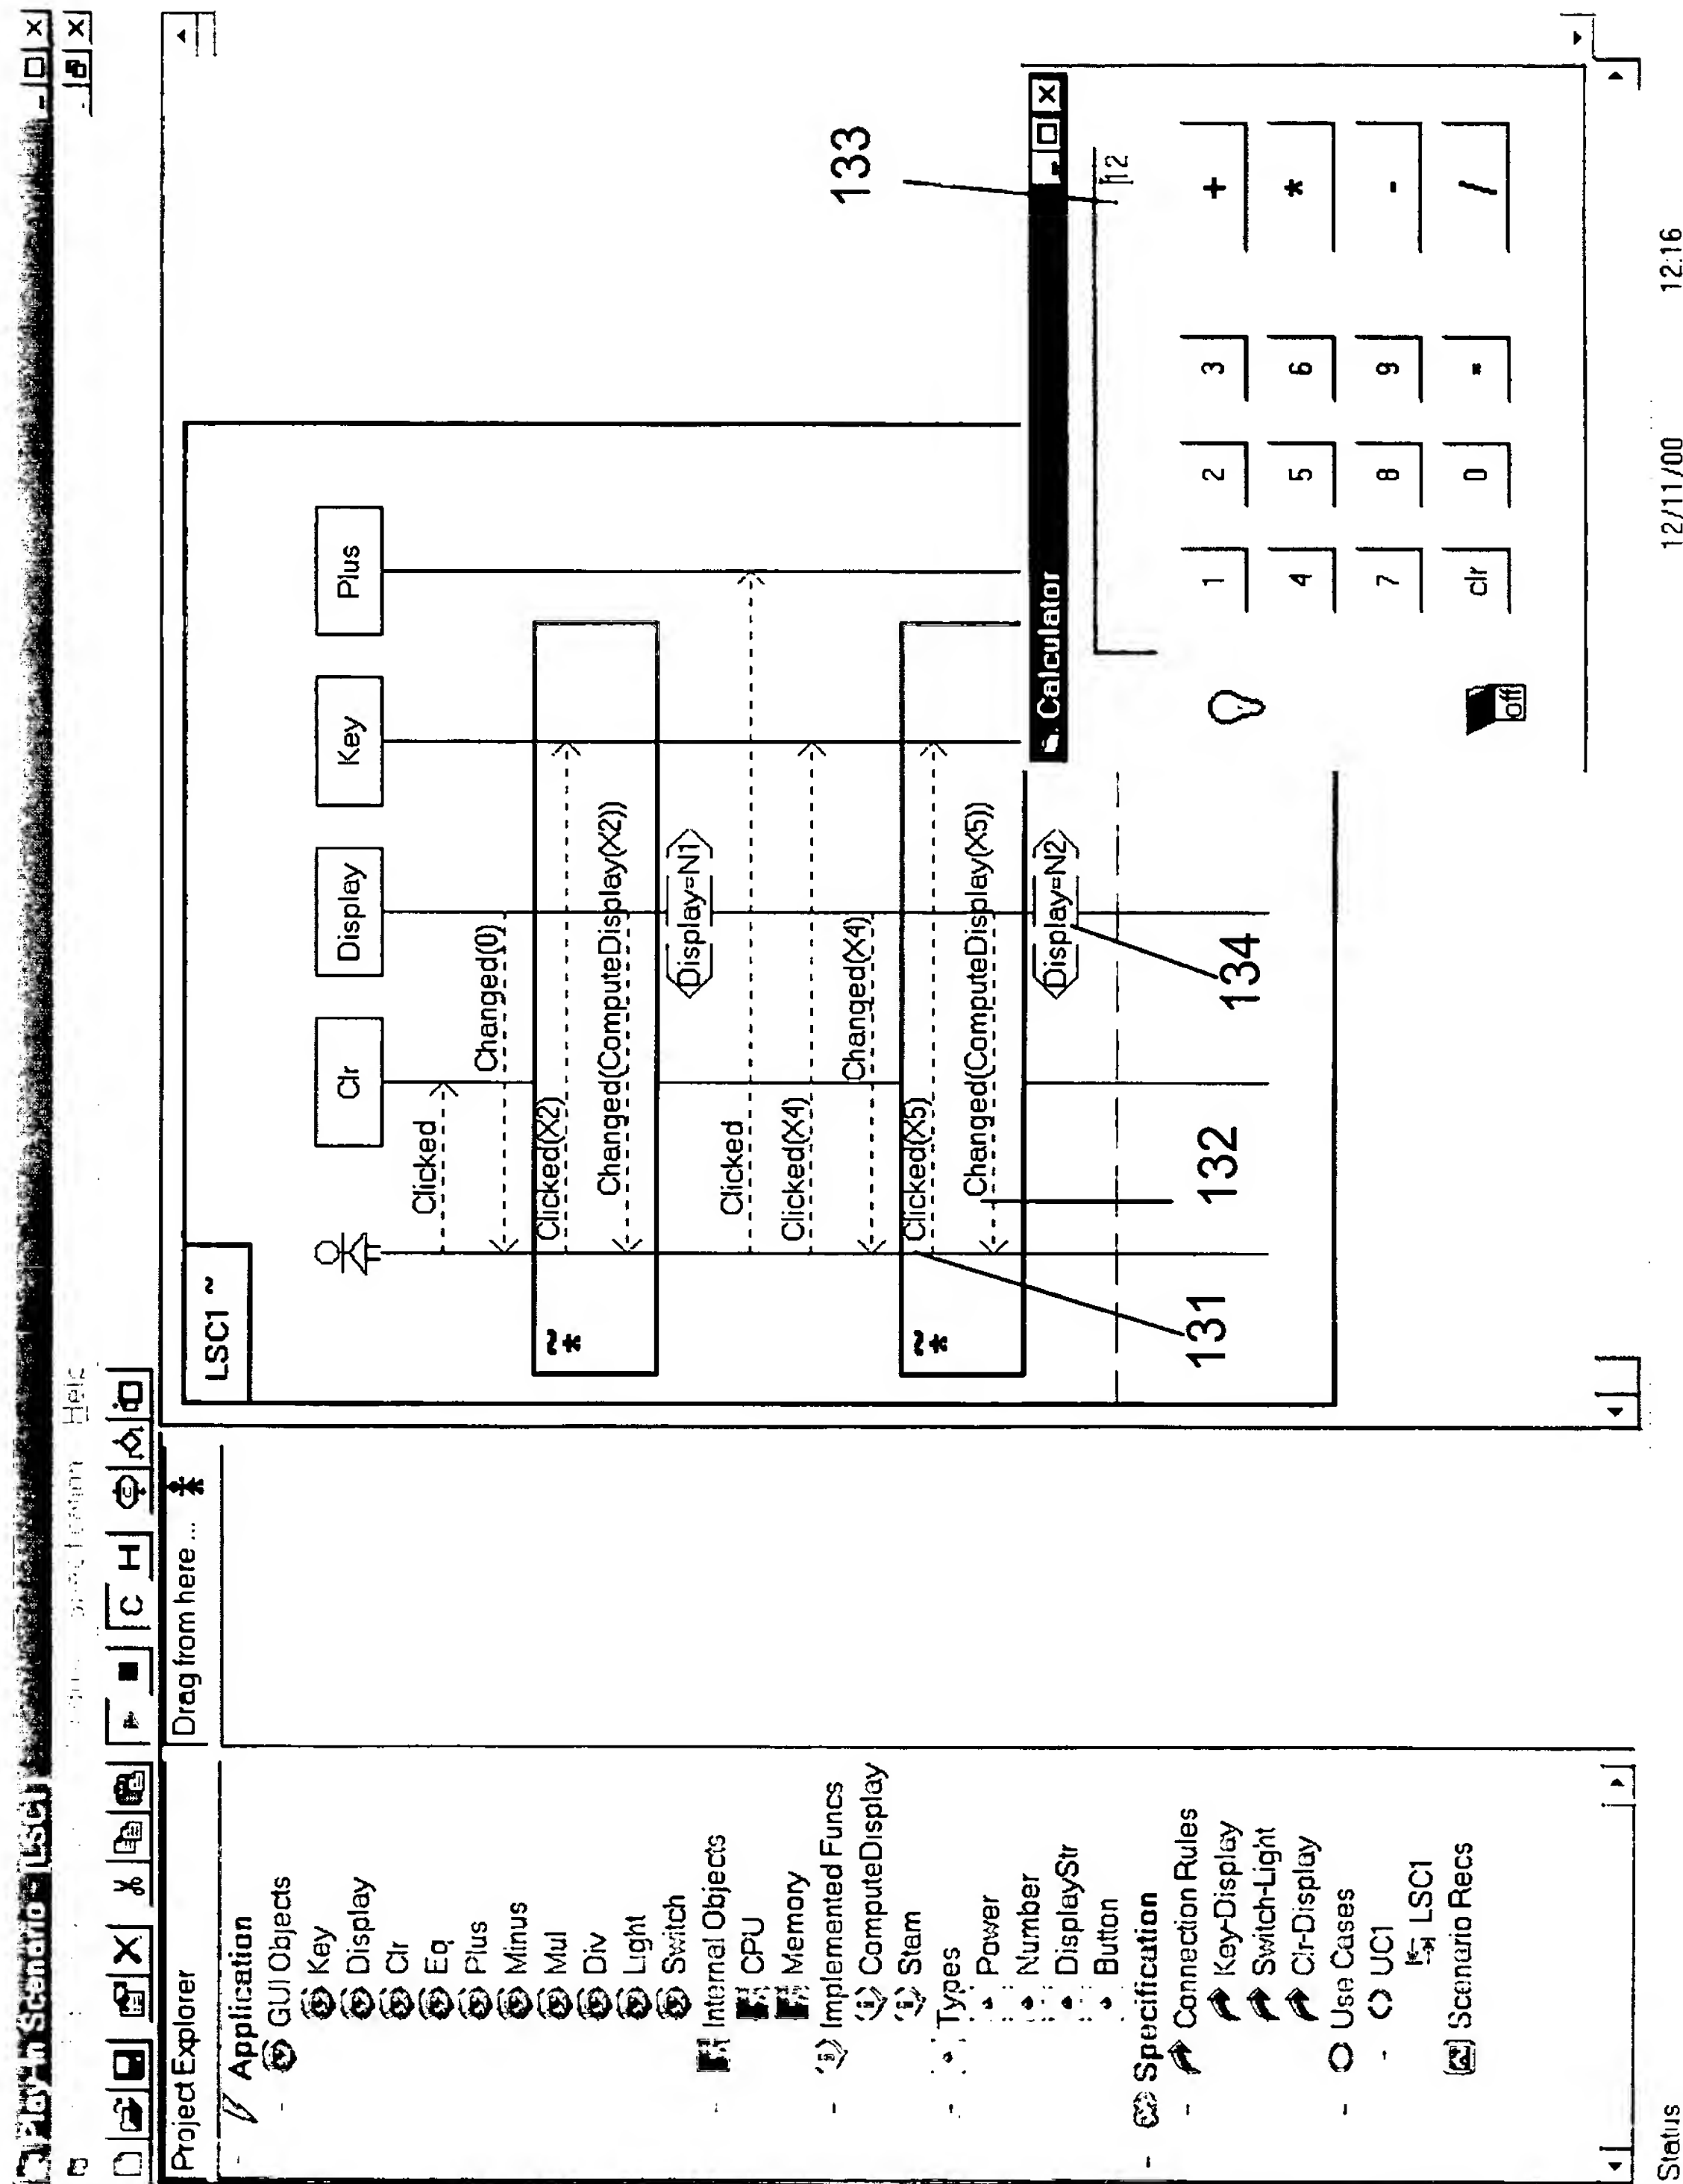 Play in Scenario - [LSC1]
Help
C H
Project Explorer
Drag from here ...
Application
GUI Objects
Key
Display
Clr
Eq
Plus
Minus
Mul
Div
Light
Switch
Internal Objects
CPU
Memory
Implemented Funcs
ComputeDisplay
Stam
Types
Power
Number
DisplayStr
Button
Specification
Connection Rules
Key-Display
Switch-Light
Clr-Display
Use Cases
UC1
LSC1
Scenario Recs
LSC1 ~
Clr Display Key Plus
Clicked
Changed(0)
Clicked(X2)
~*
Changed(ComputeDisplay(X2))
Display=N1
Clicked
Clicked(X4)
Changed(X4)
Clicked(X5)
~*
Changed(ComputeDisplay(X5))
Display=N2
131
132
134
133
Calculator
12
1 2 3 +
4 5 6 *
7 8 9 -
clr 0 = /
off
Status
12/11/00 12:16